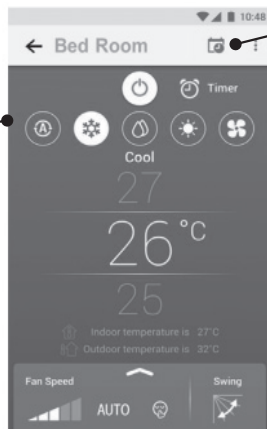 10:48
Bed Room
Timer
A
Cool
27
26°C
25
Indoor temperature is 27°C
Outdoor temperature is 32°C
Fan Speed
Swing
AUTO